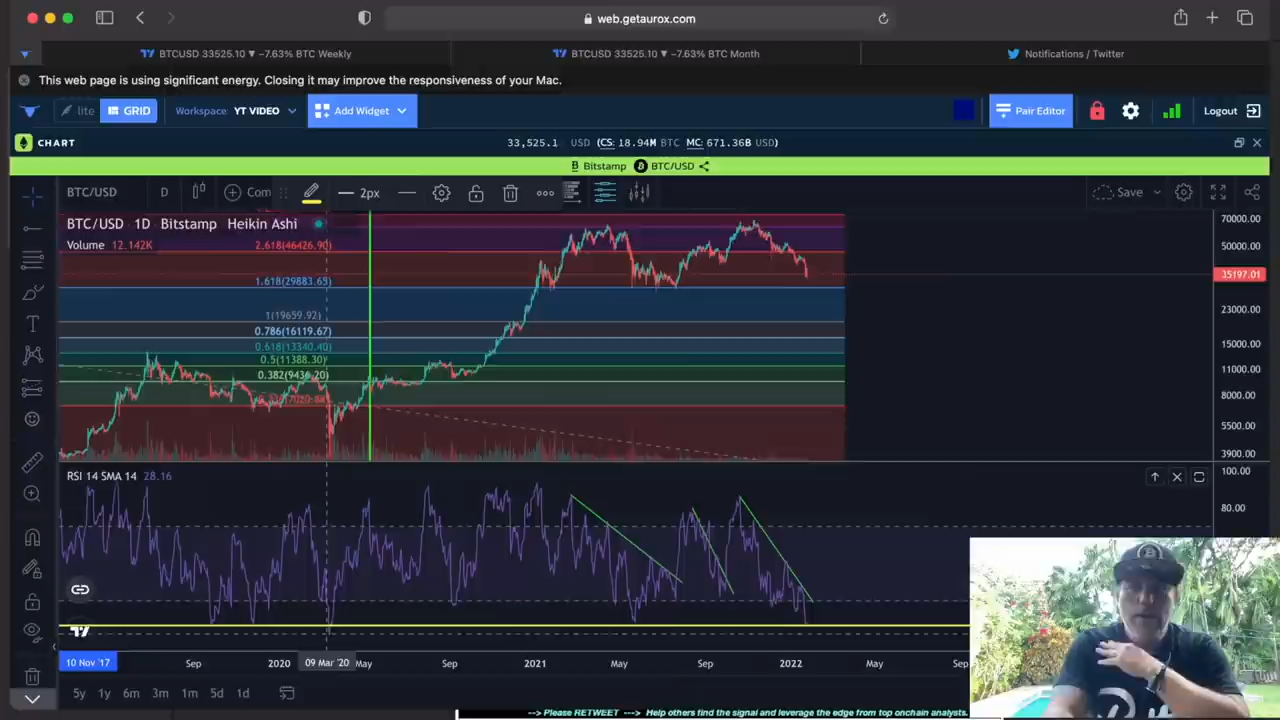 web.getaurox.com
BTCUSD 33525.10 ▼ −7.63% BTC Weekly
BTCUSD 33525.10 ▼ −7.63% BTC Month
Notifications / Twitter
This web page is using significant energy. Closing it may improve the responsiveness of your Mac.
lite
GRID
Workspace: YT VIDEO
Add Widget
Pair Editor
Logout
CHART
33,525.1 USD (CS: 18.94M BTC MC: 671.36B USD)
Bitstamp BTC/USD
BTC/USD D Com 2px Save
BTC/USD 1D Bitstamp Heikin Ashi
Volume 12.142K
2.618(46426.90)
1.618(29883.65)
1(19659.92)
0.786(16119.67)
0.618(13340.40)
0.5(11388.30)
0.382(9436.20)
70000.00
50000.00
35197.01
23000.00
15000.00
11000.00
8000.00
5500.00
3900.00
RSI 14 SMA 14 28.16
100.00
80.00
10 Nov '17
Sep
2020
09 Mar '20
May
Sep
2021
May
Sep
2022
May
Sep
5y 1y 6m 3m 1m 5d 1d
--> Please RETWEET ---> Help others find the signal and leverage the edge from top onchain analysts.